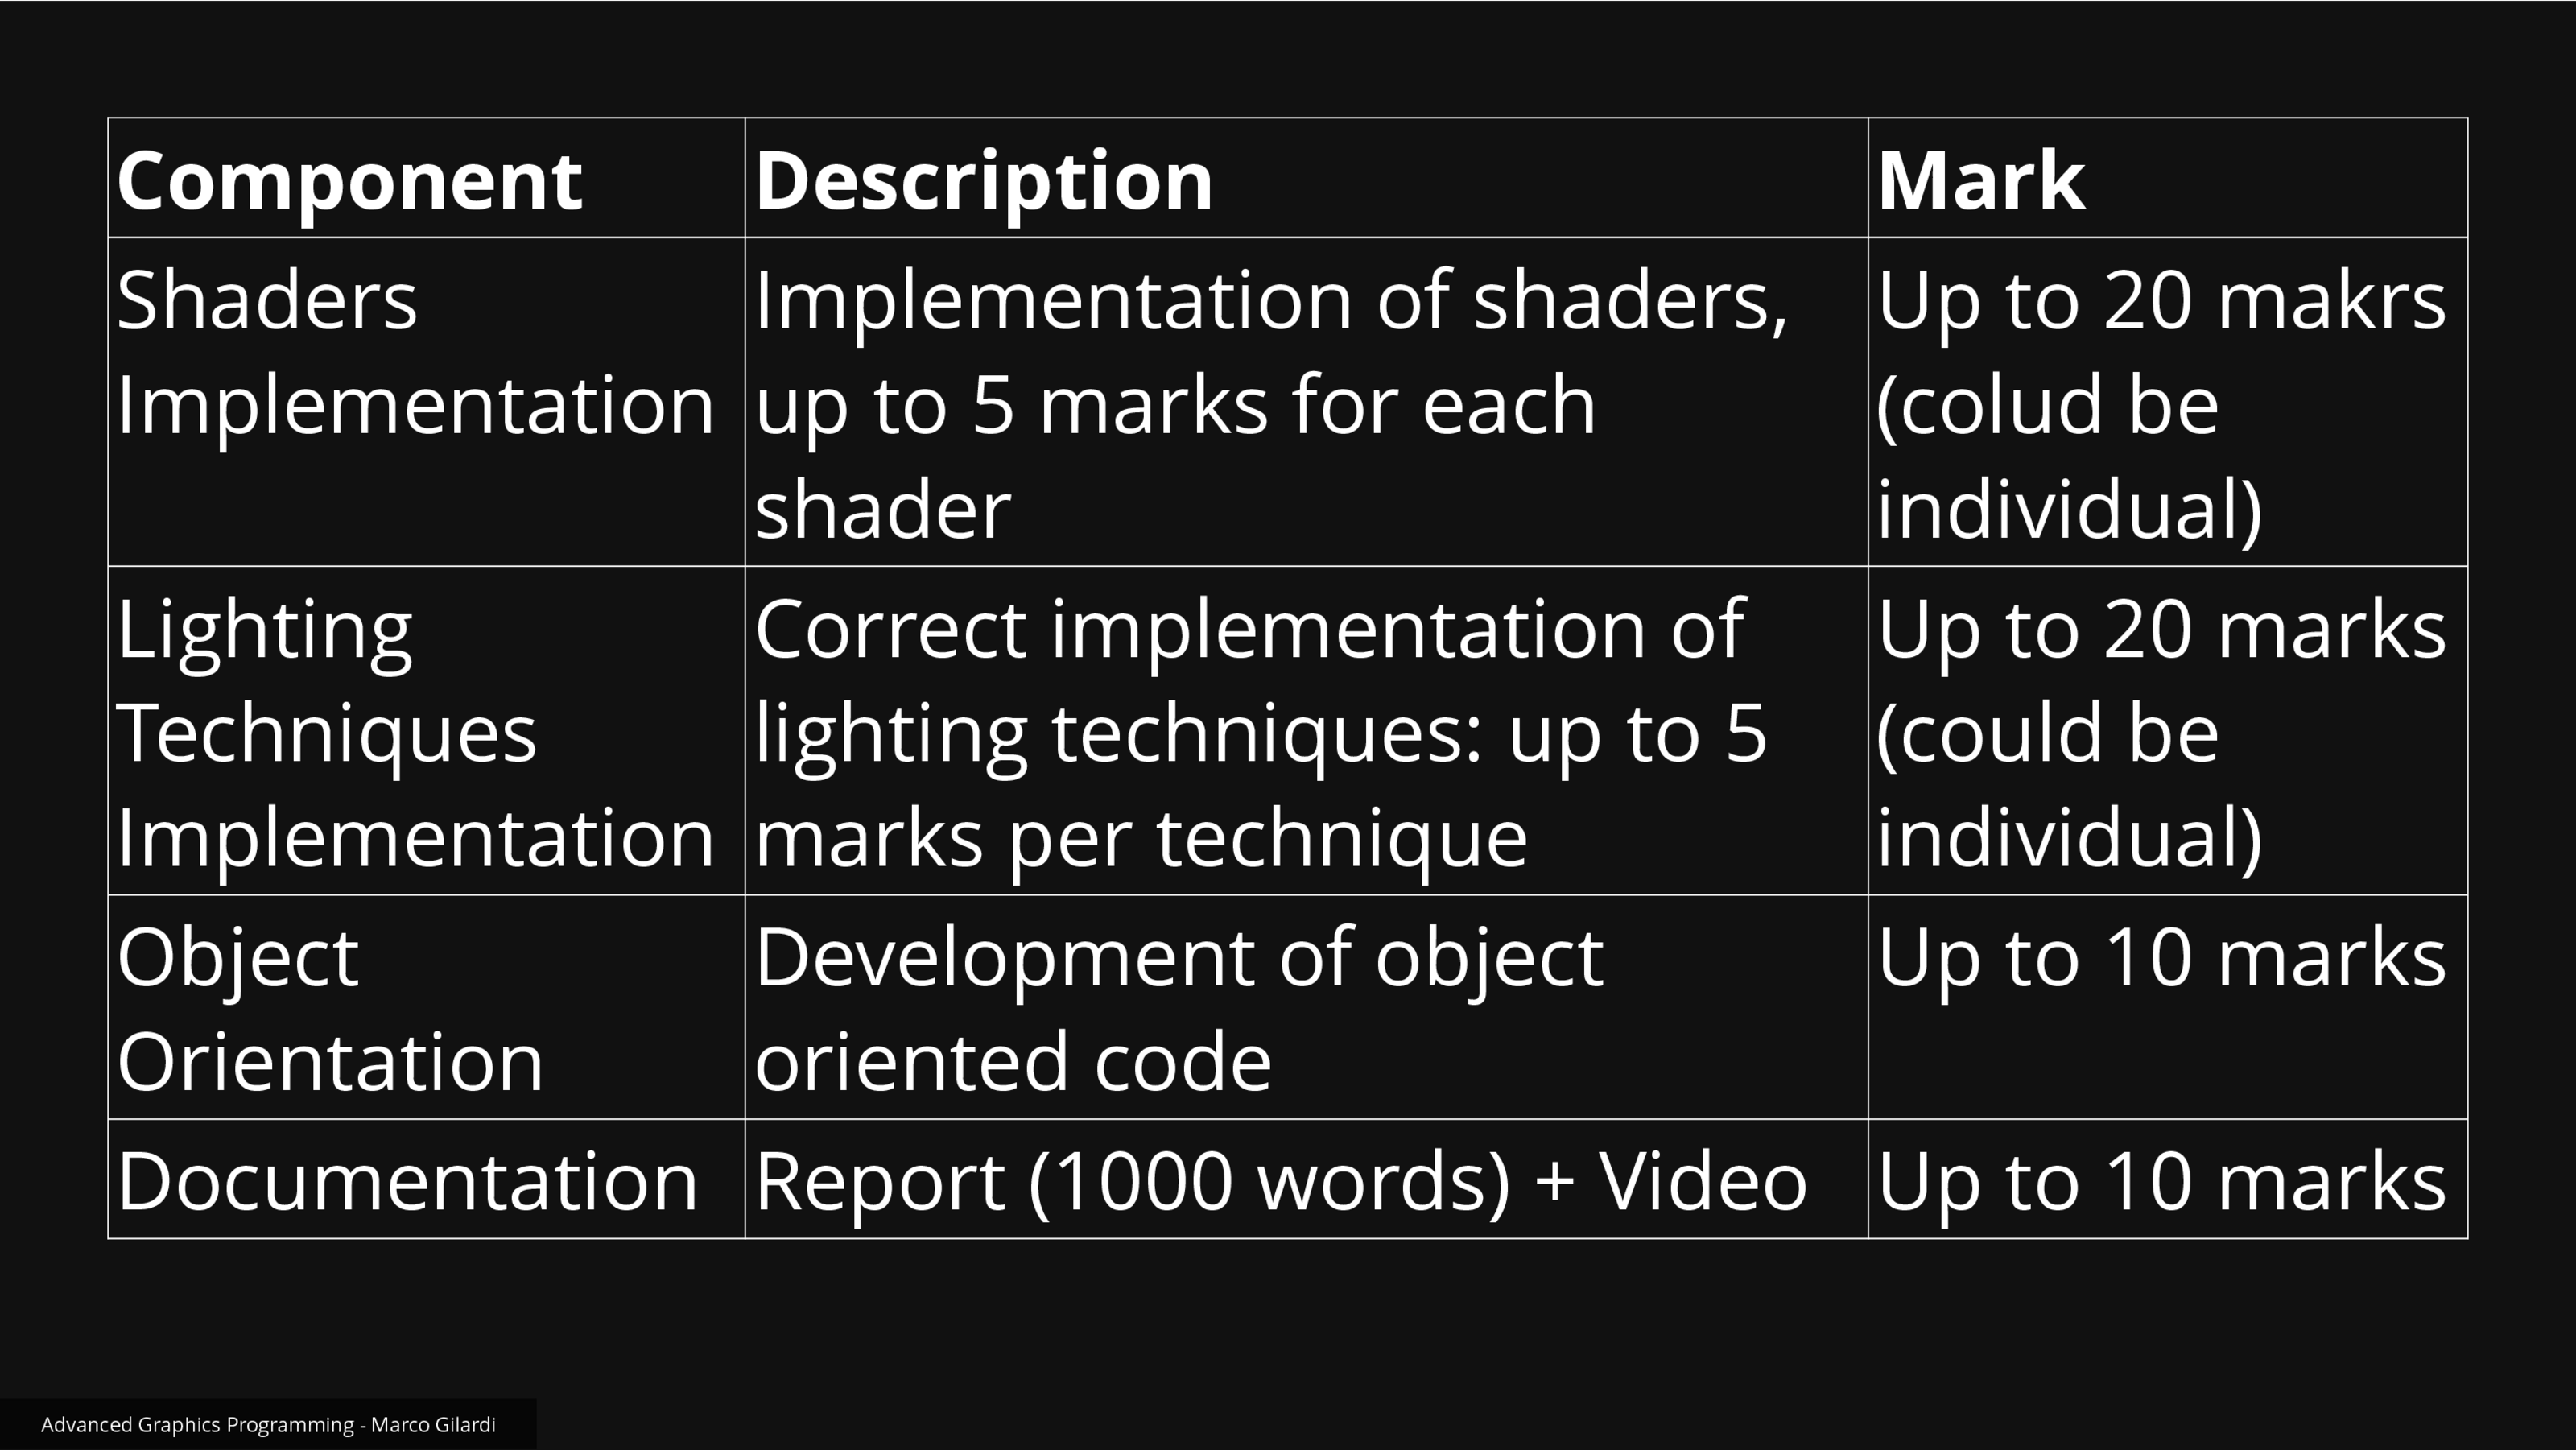 Component
Description
Mark
Shaders
Implementation
Implementation of shaders,
up to 5 marks for each
shader
Up to 20 makrs
(colud be
individual)
Lighting
Techniques
Implementation
Correct implementation of
lighting techniques: up to 5
marks per technique
Up to 20 marks
(could be
individual)
Object
Orientation
Development of object
oriented code
Up to 10 marks
Documentation
Report (1000 words) + Video
Up to 10 marks
Advanced Graphics Programming - Marco Gilardi